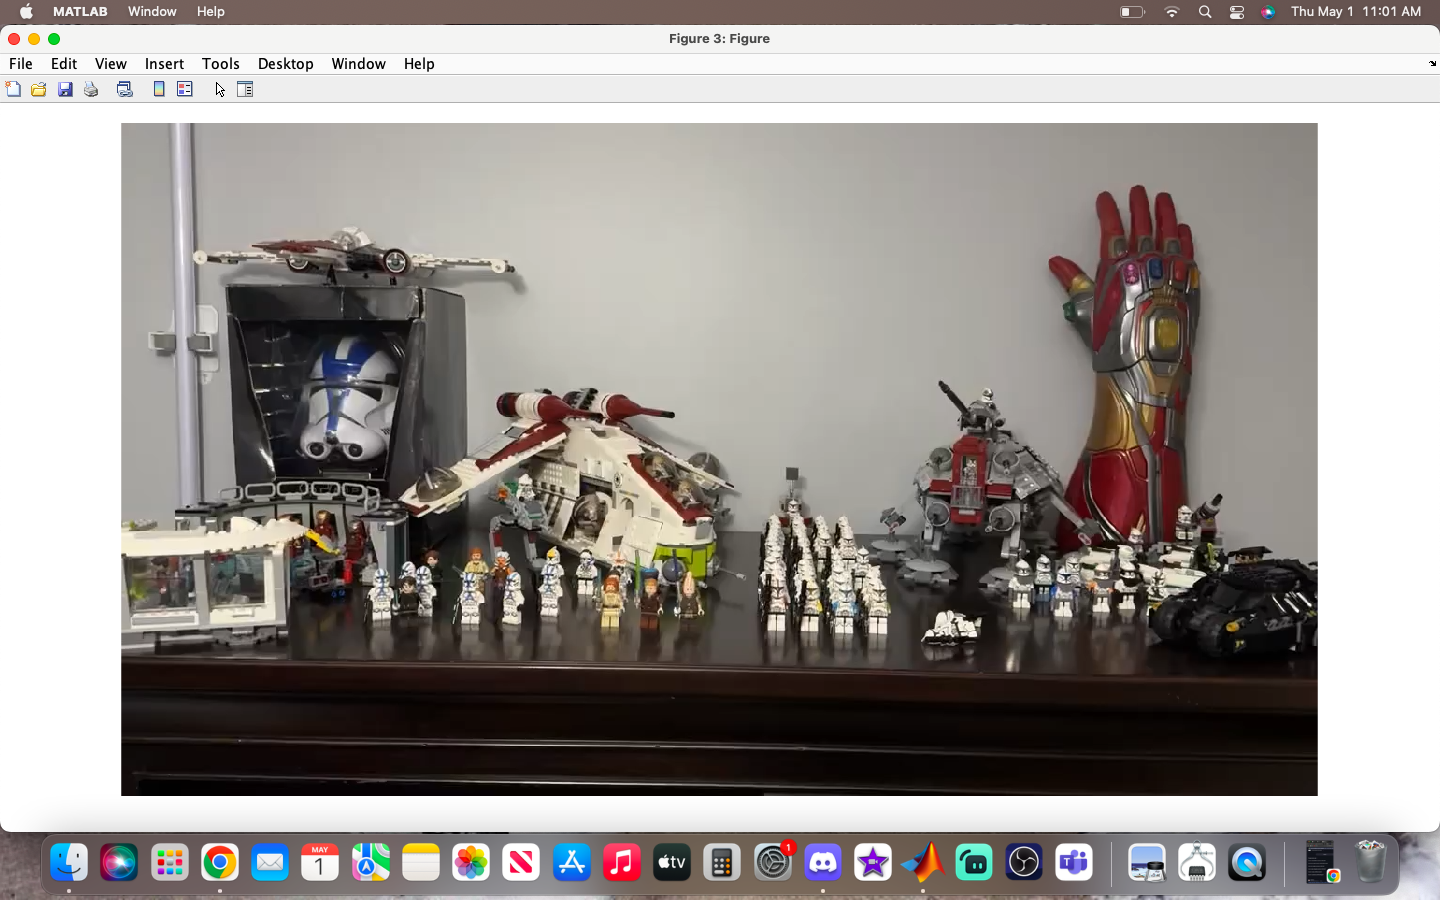 MATLAB Window Help Thu May 1 11:01 AM
Figure 3: Figure
File Edit View Insert Tools Desktop Window Help
MAY
1
tv
1